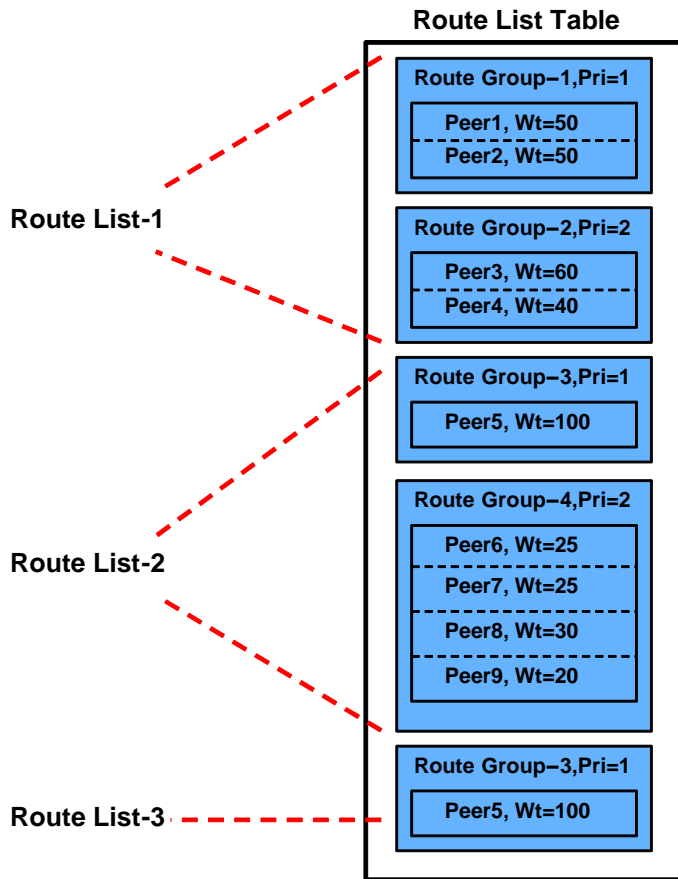 Route List Table
Route Group–1,Pri=1
Peer1, Wt=50
Peer2, Wt=50
Route List-1
Route Group–2,Pri=2
Peer3, Wt=60
Peer4, Wt=40
Route Group–3,Pri=1
Peer5, Wt=100
Route Group–4,Pri=2
Peer6, Wt=25
Route List-2
Peer7, Wt=25
Peer8, Wt=30
Peer9, Wt=20
Route Group–3,Pri=1
Route List-3
Peer5, Wt=100